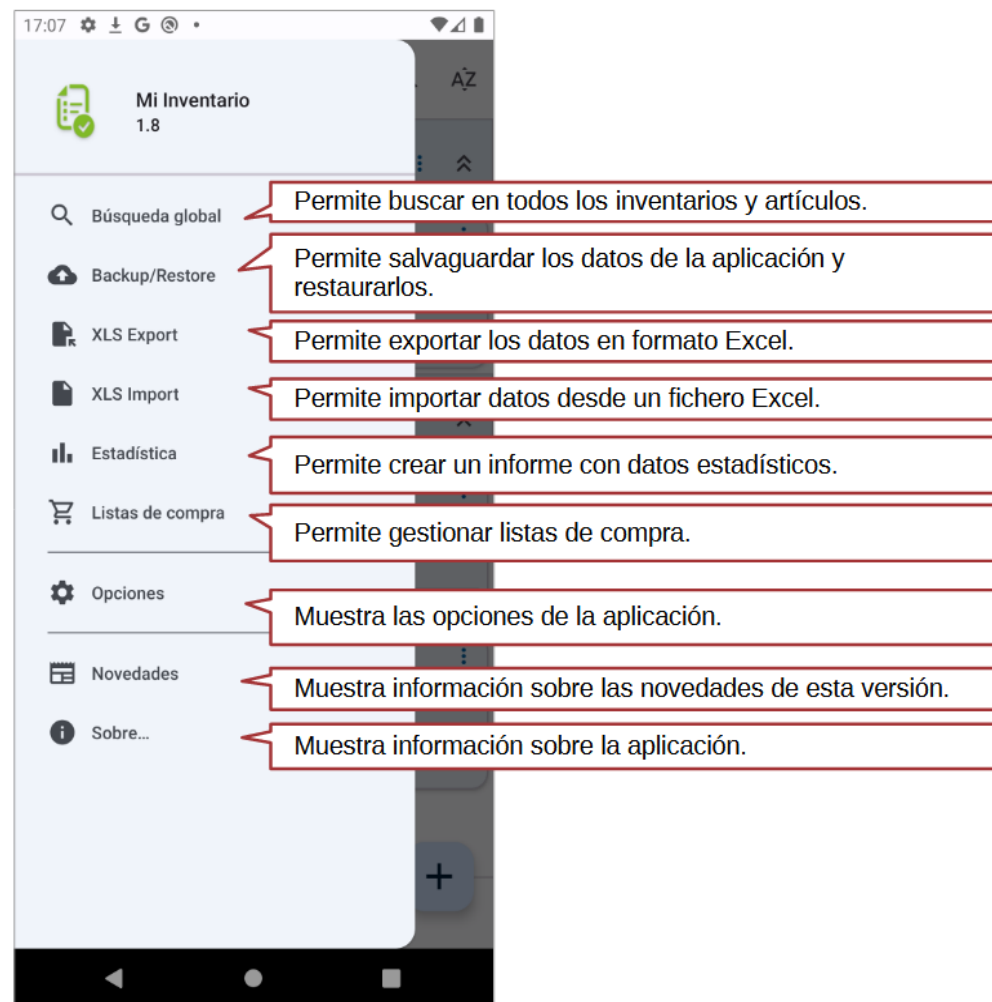 17:07 G
AZ
Mi Inventario
1.8
Búsqueda global
Permite buscar en todos los inventarios y artículos.
Backup/Restore
Permite salvaguardar los datos de la aplicación y
restaurarlos.
XLS Export
Permite exportar los datos en formato Excel.
XLS Import
Permite importar datos desde un fichero Excel.
Estadística
Permite crear un informe con datos estadísticos.
Listas de compra
Permite gestionar listas de compra.
Opciones
Muestra las opciones de la aplicación.
Novedades
Muestra información sobre las novedades de esta versión.
Sobre...
Muestra información sobre la aplicación.